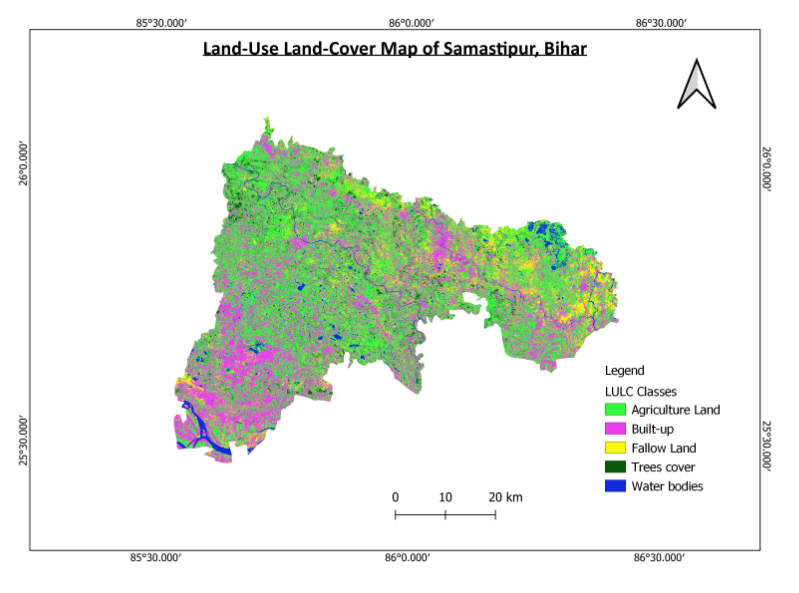 85°30.000′ 86°0.000′ 86°30.000′
Land-Use Land-Cover Map of Samastipur, Bihar
26°0.000′ 26°0.000′
Legend
LULC Classes
Agriculture Land
Built-up
Fallow Land
Trees cover
Water bodies
25°30.000′ 25°30.000′
0 10 20 km
85°30.000′ 86°0.000′ 86°30.000′